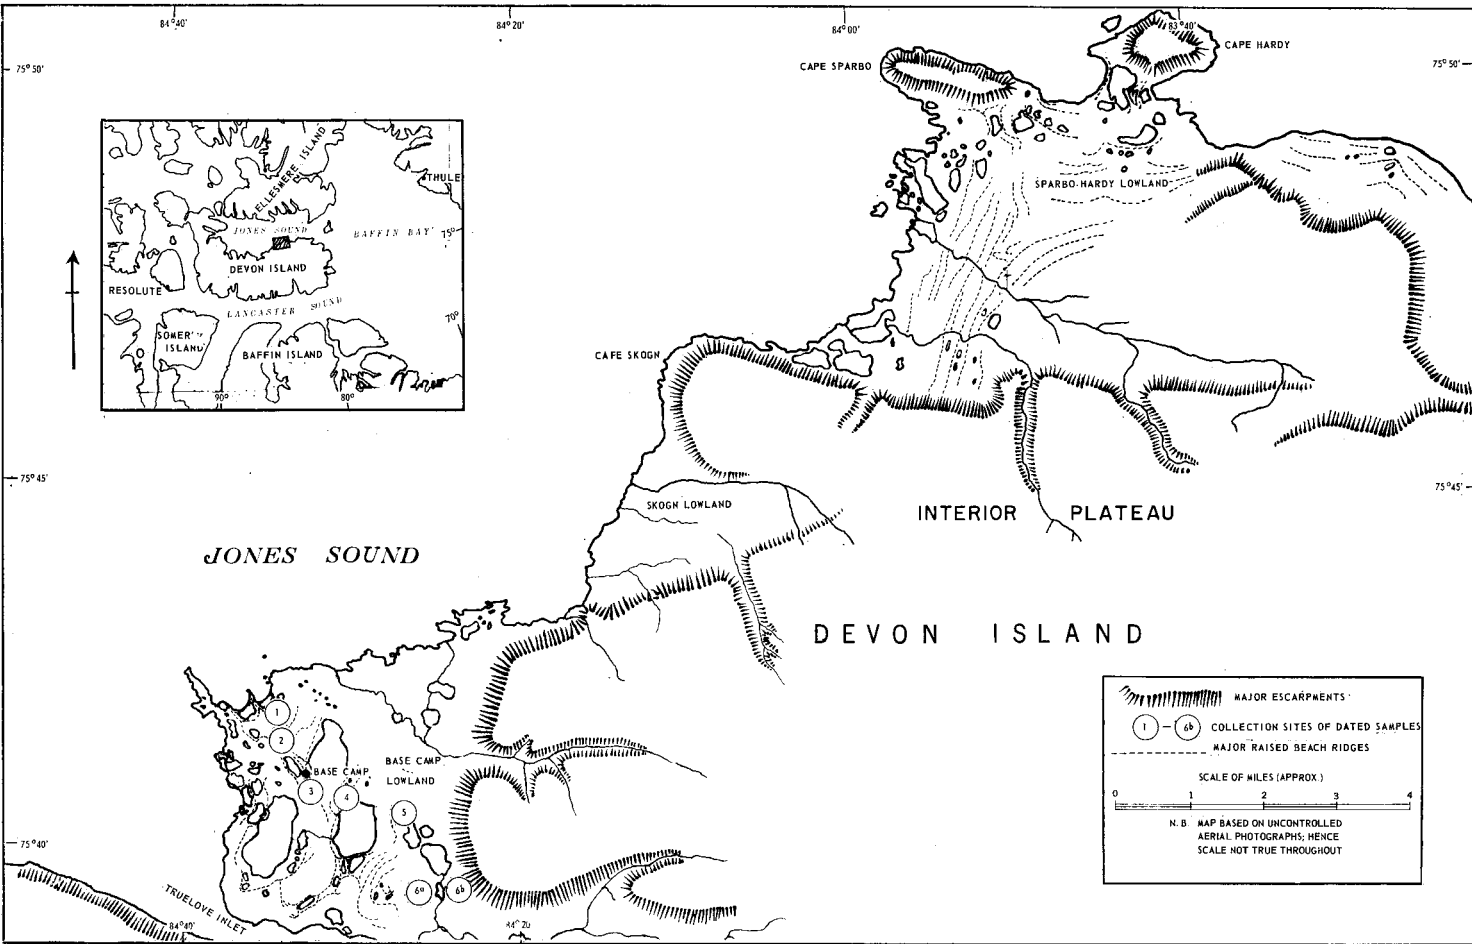 84°40'
84°20'
84°00'
83°40'
CAPE HARDY
CAPE SPARBO
75°50'
75°50'
ELLESMERE ISLAND
THULE
JONES SOUND
BAFFIN BAY
75°
DEVON ISLAND
RESOLUTE
LANCASTER SOUND
70°
ISLAND
BAFFIN ISLAND
90°
80°
SPARBO-HARDY LOWLAND
CAFE SKOGN
75°45'
75°45'
SKOGN LOWLAND
INTERIOR PLATEAU
JONES SOUND
DEVON ISLAND
1
2
BASE CAMP
BASE CAMP
LOWLAND
3
4
5
6a
6b
75°40'
TRUELOVE INLET
84°40'
84°20
MAJOR ESCARPMENTS
1 - 6b COLLECTION SITES OF DATED SAMPLES
MAJOR RAISED BEACH RIDGES
SCALE OF MILES (APPROX.)
0 1 2 3 4
N.B. MAP BASED ON UNCONTROLLED
AERIAL PHOTOGRAPHS; HENCE
SCALE NOT TRUE THROUGHOUT